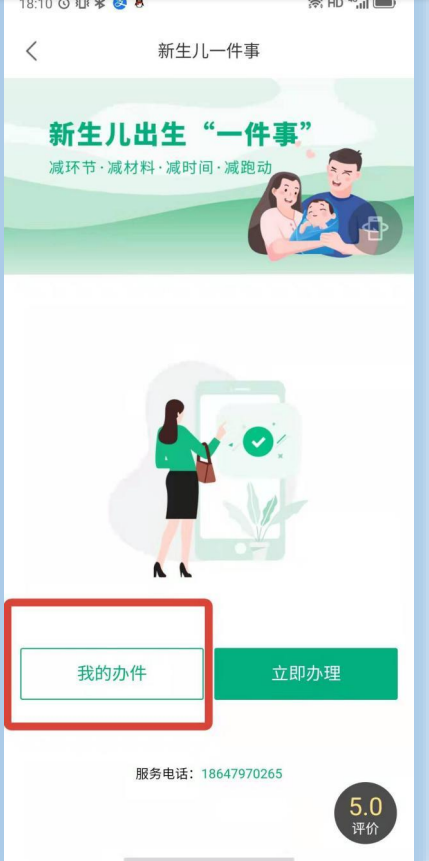 18:10 HD
新生儿一件事
新生儿出生“一件事”
减环节·减材料·减时间·减跑动
我的办件
立即办理
服务电话：18647970265
5.0
评价